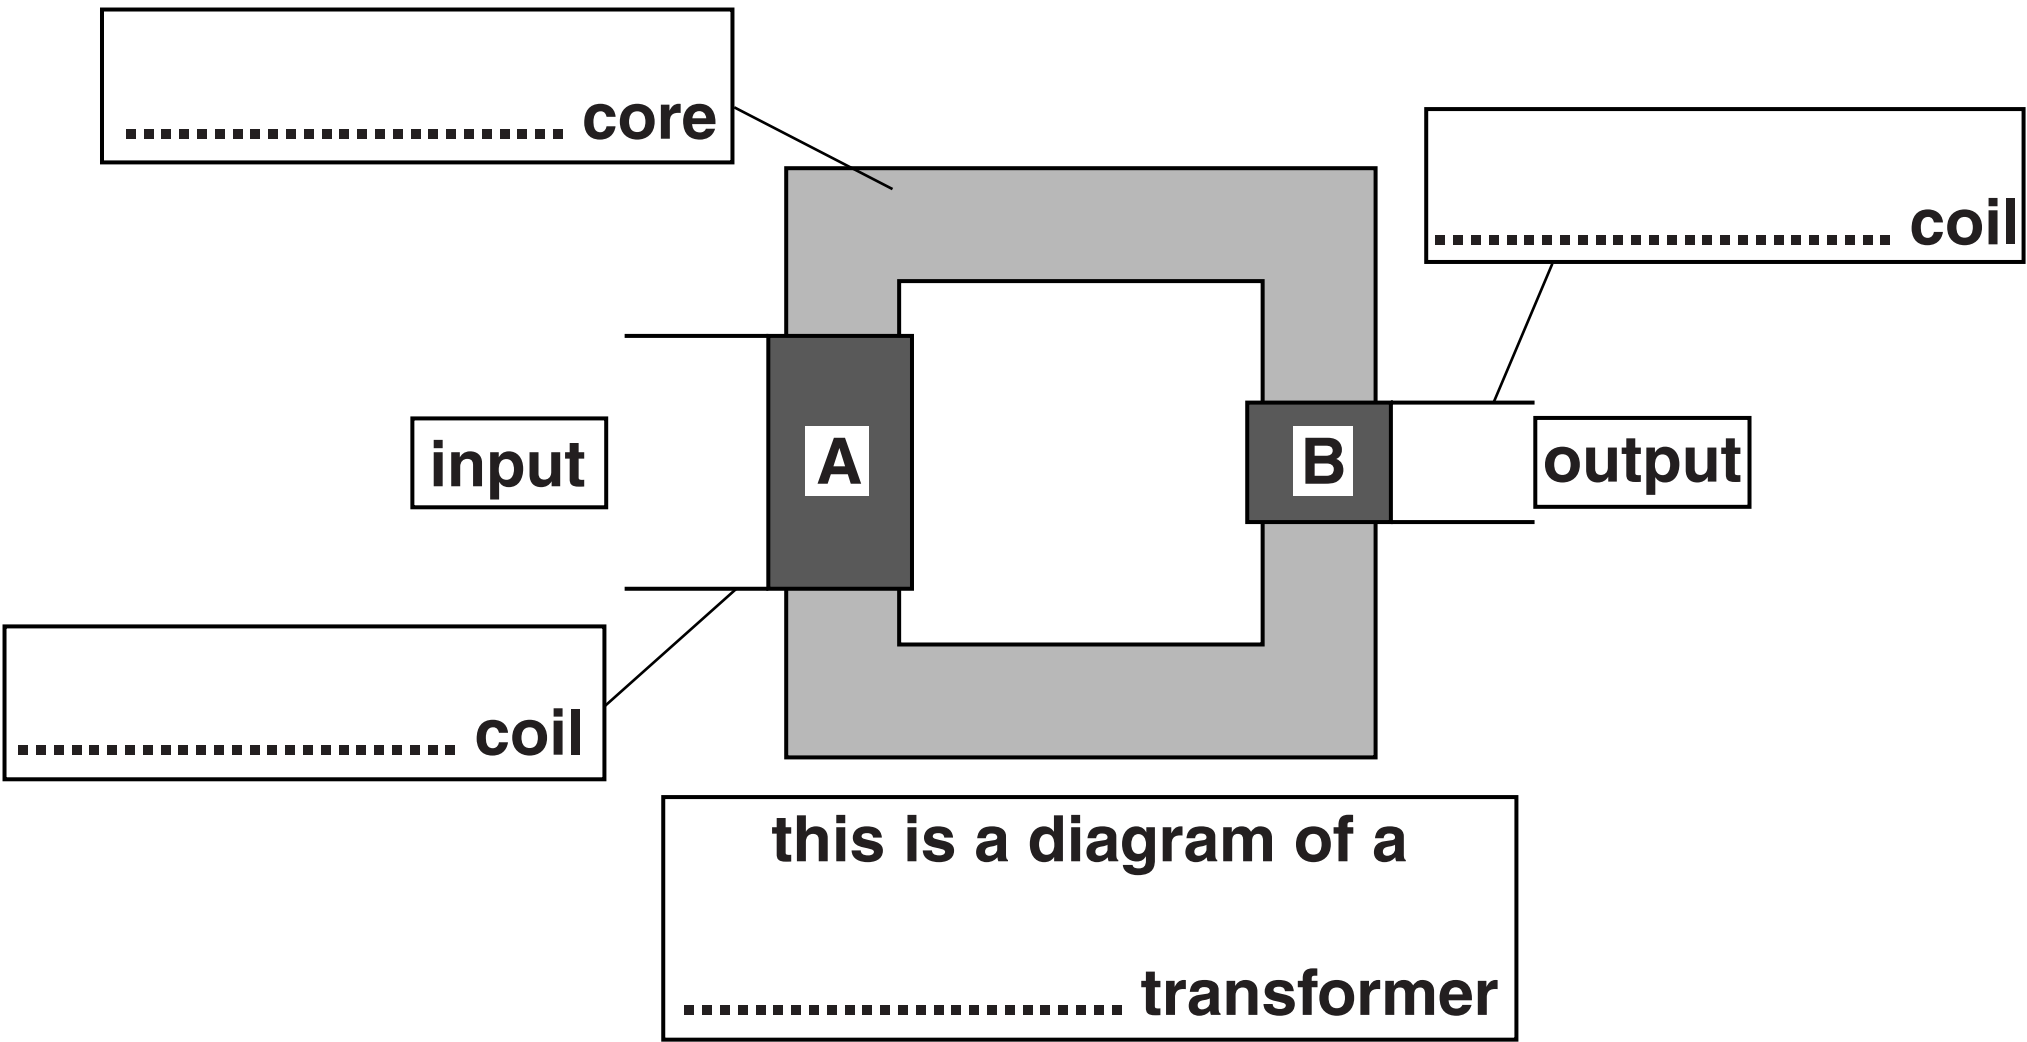 ......................... core
.......................... coil
input
A
B
output
......................... coil
this is a diagram of a
......................... transformer